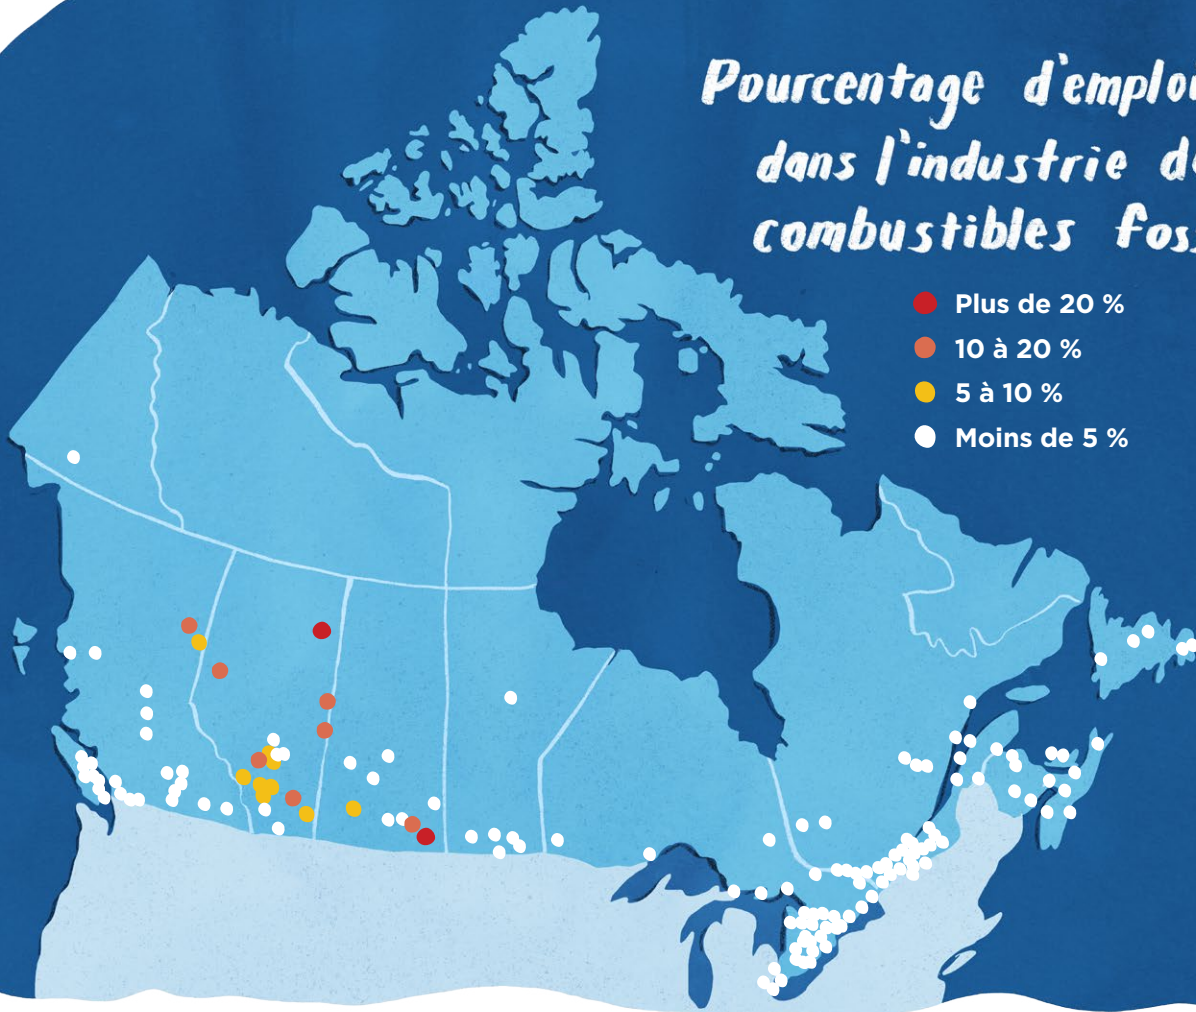 Pourcentage d'emplo
dans l'industrie d
combustibles fos
Plus de 20 %
10 à 20 %
5 à 10 %
Moins de 5 %